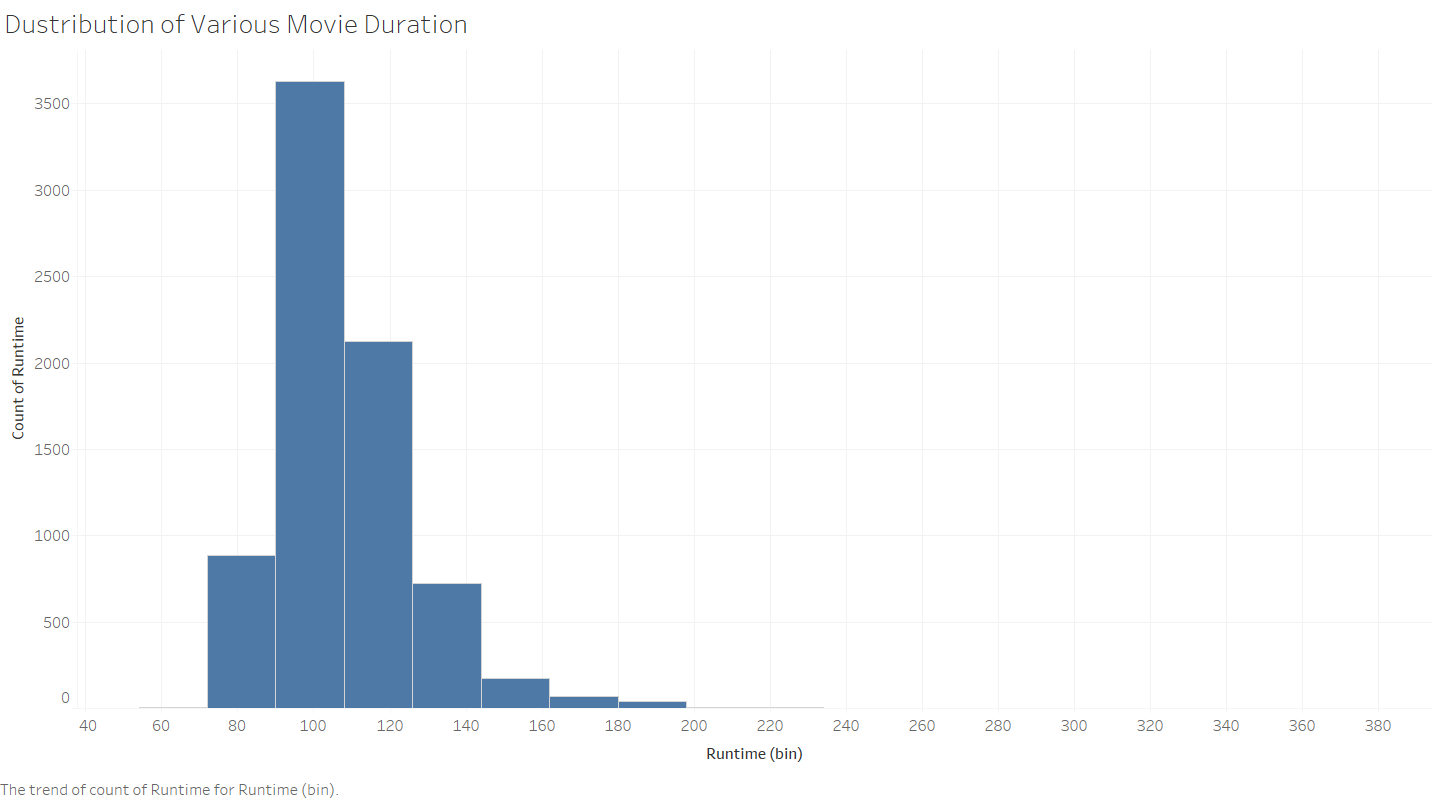 Dustribution of Various Movie Duration
3500
3000
2500
2000
1500
1000
500
0
Count of Runtime
40 60 80 100 120 140 160 180 200 220 240 260 280 300 320 340 360 380
Runtime (bin)
The trend of count of Runtime for Runtime (bin).